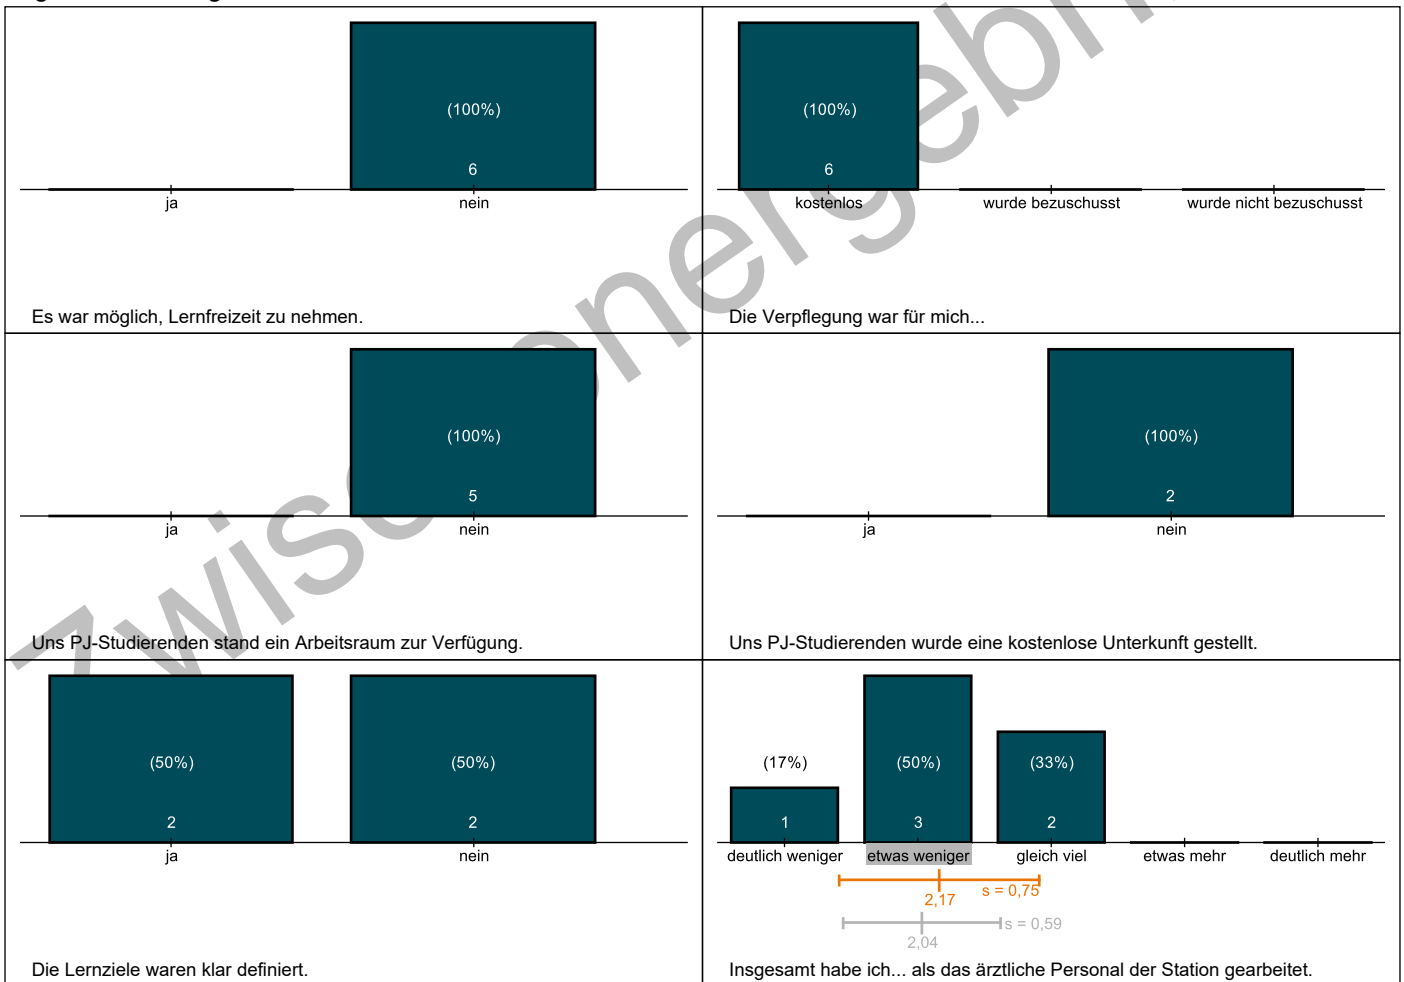 (100%)
6
ja
nein
Es war möglich, Lernfreizeit zu nehmen.
(100%)
6
kostenlos
wurde bezuschusst
wurde nicht bezuschusst
Die Verpflegung war für mich...
(100%)
5
ja
nein
Uns PJ-Studierenden stand ein Arbeitsraum zur Verfügung.
(100%)
2
ja
nein
Uns PJ-Studierenden wurde eine kostenlose Unterkunft gestellt.
(50%)
(50%)
2
2
ja
nein
Die Lernziele waren klar definiert.
(17%)
(50%)
(33%)
1
3
2
deutlich weniger
etwas weniger
gleich viel
etwas mehr
deutlich mehr
s = 0,75
2,17
s = 0,59
2,04
Insgesamt habe ich... als das ärztliche Personal der Station gearbeitet.